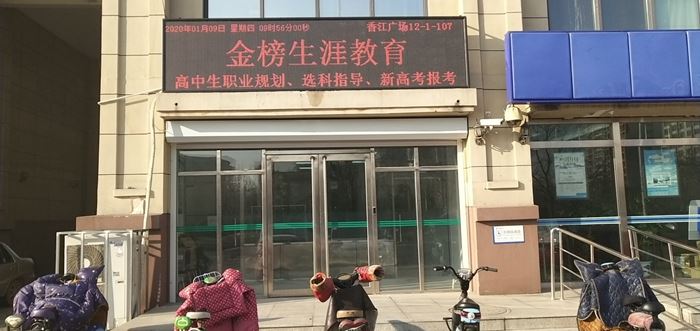 2020年01月09日 星期四 09时56分00秒 香江广场12-1-107
金榜生涯教育
高中生职业规划、选科指导、新高考报考